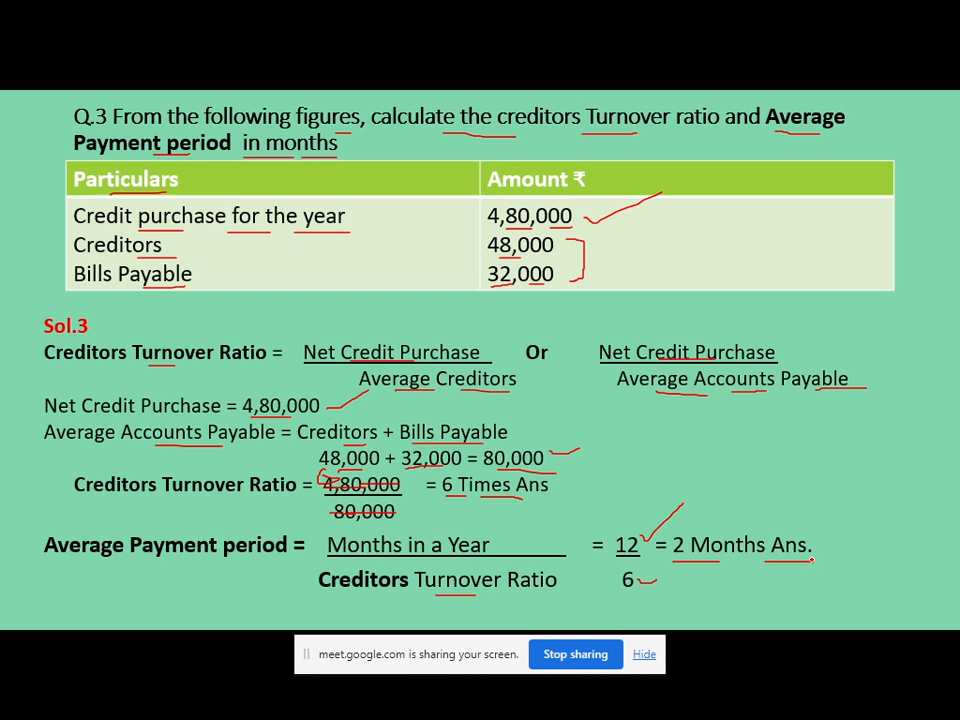 Q.3 From the following figures, calculate the creditors Turnover ratio and Average
Payment period in months
Particulars Amount ₹
Credit purchase for the year 4,80,000
Creditors 48,000
Bills Payable 32,000
Sol.3
Creditors Turnover Ratio = Net Credit Purchase Or Net Credit Purchase
Average Creditors Average Accounts Payable
Net Credit Purchase = 4,80,000
Average Accounts Payable = Creditors + Bills Payable
48,000 + 32,000 = 80,000
Creditors Turnover Ratio = 4,80,000 = 6 Times Ans
80,000
Average Payment period = Months in a Year = 12 = 2 Months Ans.
Creditors Turnover Ratio 6
meet.google.com is sharing your screen. Stop sharing Hide